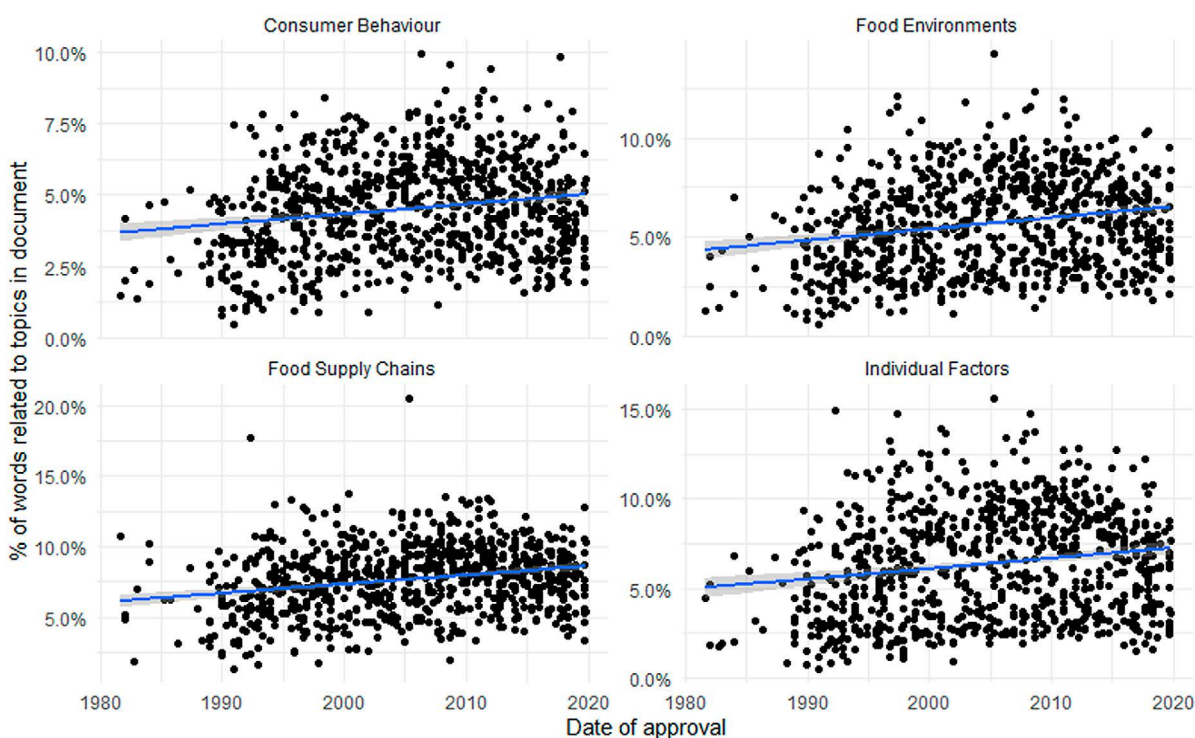 Consumer Behaviour
Food Environments
10.0%
7.5%
5.0%
2.5%
0.0%
10.0%
5.0%
0.0%
% of words related to topics in document
Food Supply Chains
Individual Factors
20.0%
15.0%
10.0%
5.0%
15.0%
10.0%
5.0%
0.0%
1980 1990 2000 2010 2020
1980 1990 2000 2010 2020
Date of approval